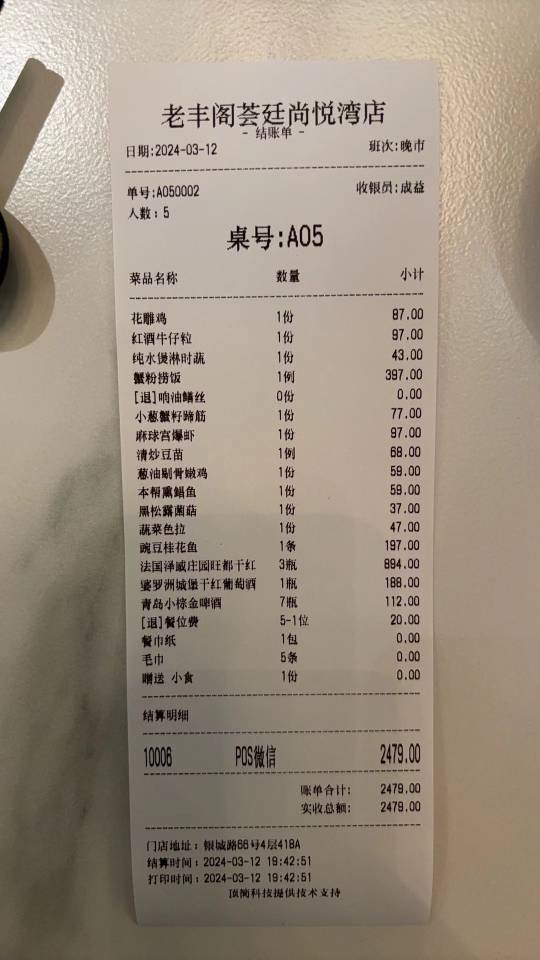 老丰阁荟廷尚悦湾店
- 结账单 -
日期:2024-03-12 班次:晚市
单号:A050002 收银员:成益
人数：5
桌号:A05
菜品名称 数量 小计
花雕鸡 1份 87.00
红酒牛仔粒 1份 97.00
纯水煲淋时蔬 1份 43.00
蟹粉捞饭 1例 397.00
[退]响油鳝丝 0份 0.00
小葱蟹籽蹄筋 1份 77.00
麻球宫爆虾 1份 97.00
清炒豆苗 1例 68.00
葱油剔骨嫩鸡 1份 59.00
本帮熏鲳鱼 1份 59.00
黑松露菌菇 1份 37.00
蔬菜色拉 1份 47.00
豌豆桂花鱼 1条 197.00
法国泽威庄园旺都干红 3瓶 894.00
婆罗洲城堡干红葡萄酒 1瓶 188.00
青岛小棕金啤酒 7瓶 112.00
[退]餐位费 5-1位 20.00
餐巾纸 1包 0.00
毛巾 5条 0.00
赠送 小食 1份 0.00
结算明细
10006 POS微信 2479.00
账单合计: 2479.00
实收总额: 2479.00
门店地址：银城路66号4层418A
结算时间：2024-03-12 19:42:51
打印时间：2024-03-12 19:42:51
顶简科技提供技术支持